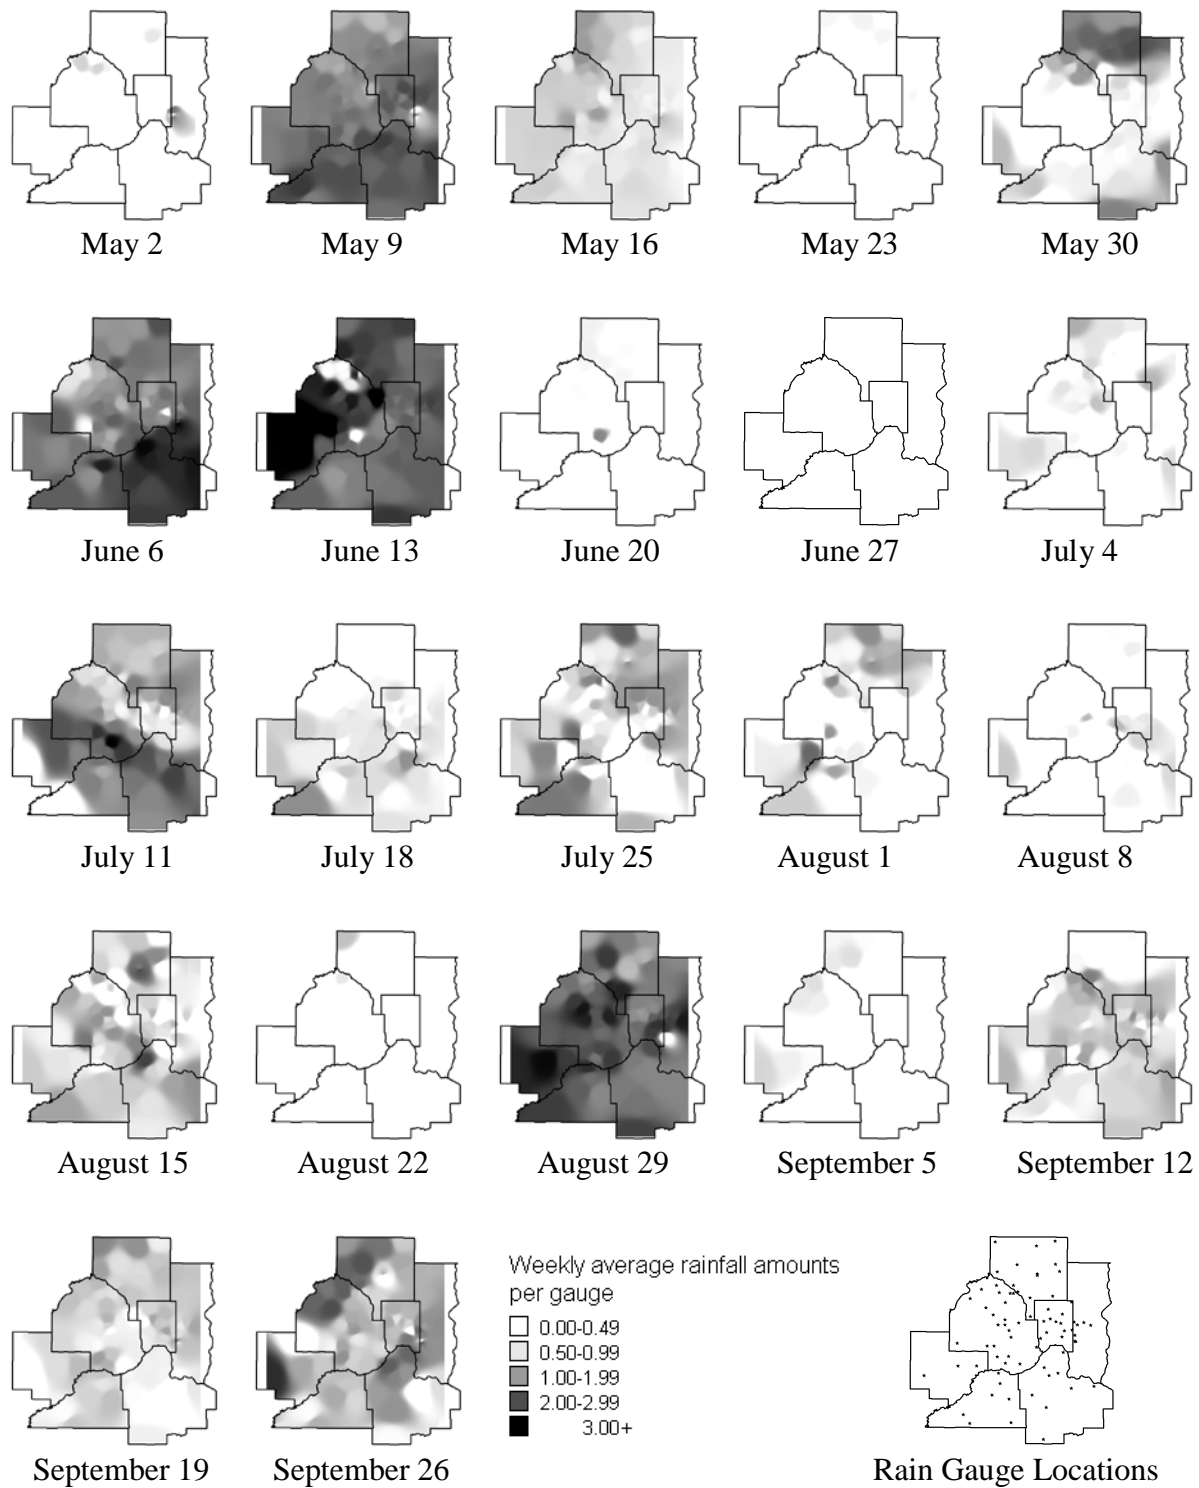 May 2
May 9
May 16
May 23
May 30
June 6
June 13
June 20
June 27
July 4
July 11
July 18
July 25
August 1
August 8
August 15
August 22
August 29
September 5
September 12
September 19
September 26
Weekly average rainfall amounts
per gauge
0.00-0.49
0.50-0.99
1.00-1.99
2.00-2.99
3.00+
Rain Gauge Locations